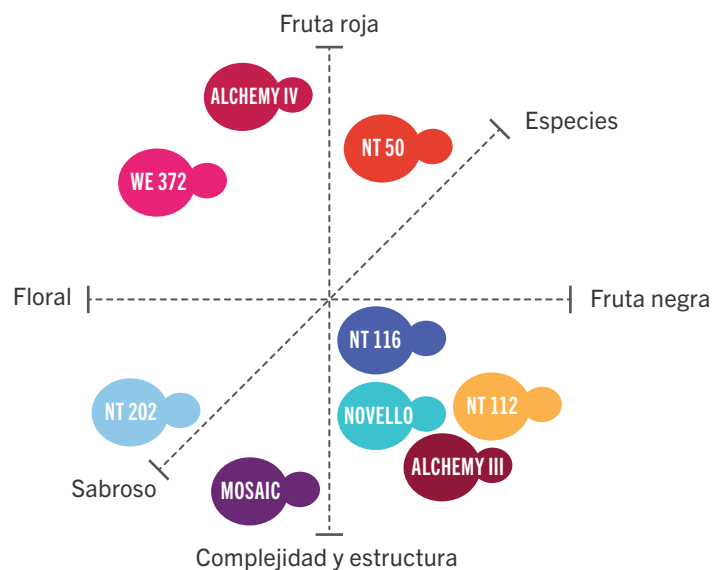 Fruta roja
ALCHEMY IV
Especies
NT 50
WE 372
Floral
Fruta negra
NT 116
NT 202
NOVELLO
NT 112
ALCHEMY III
Sabroso
MOSAIC
Complejidad y estructura